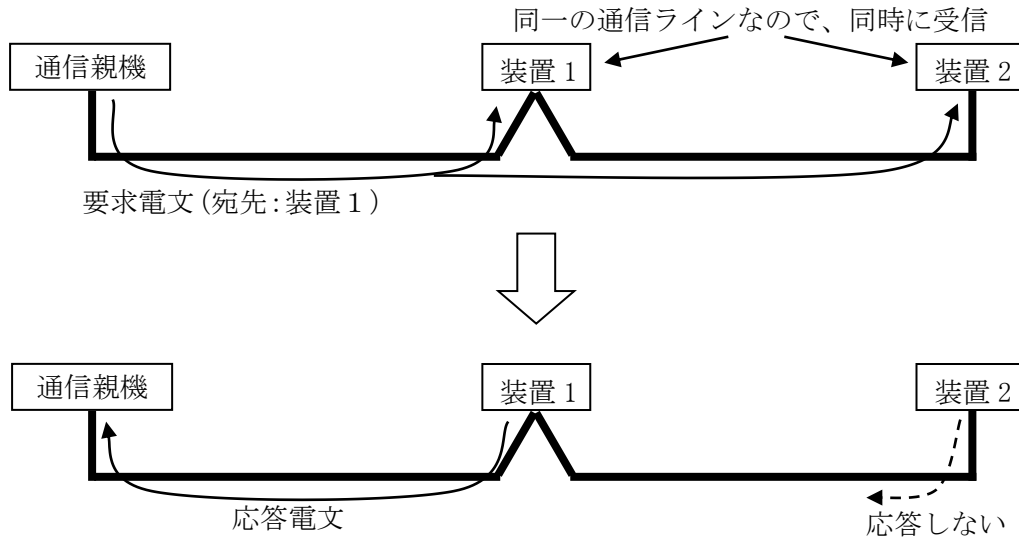 同一の通信ラインなので、同時に受信
通信親機
装置 1
装置 2
要求電文(宛先:装置１)
通信親機
装置 1
装置 2
応答電文
応答しない